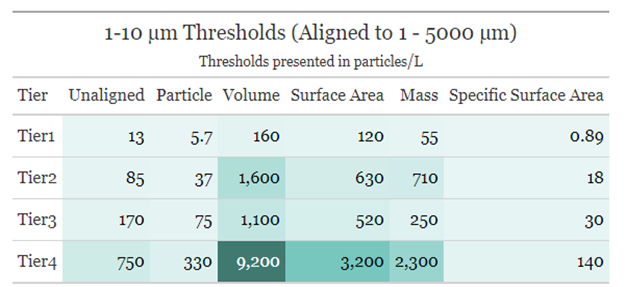 1-10 µm Thresholds (Aligned to 1 - 5000 µm)
Thresholds presented in particles/L
Tier Unaligned Particle Volume Surface Area Mass Specific Surface Area
Tier1 13 5.7 160 120 55 0.89
Tier2 85 37 1,600 630 710 18
Tier3 170 75 1,100 520 250 30
Tier4 750 330 9,200 3,200 2,300 140